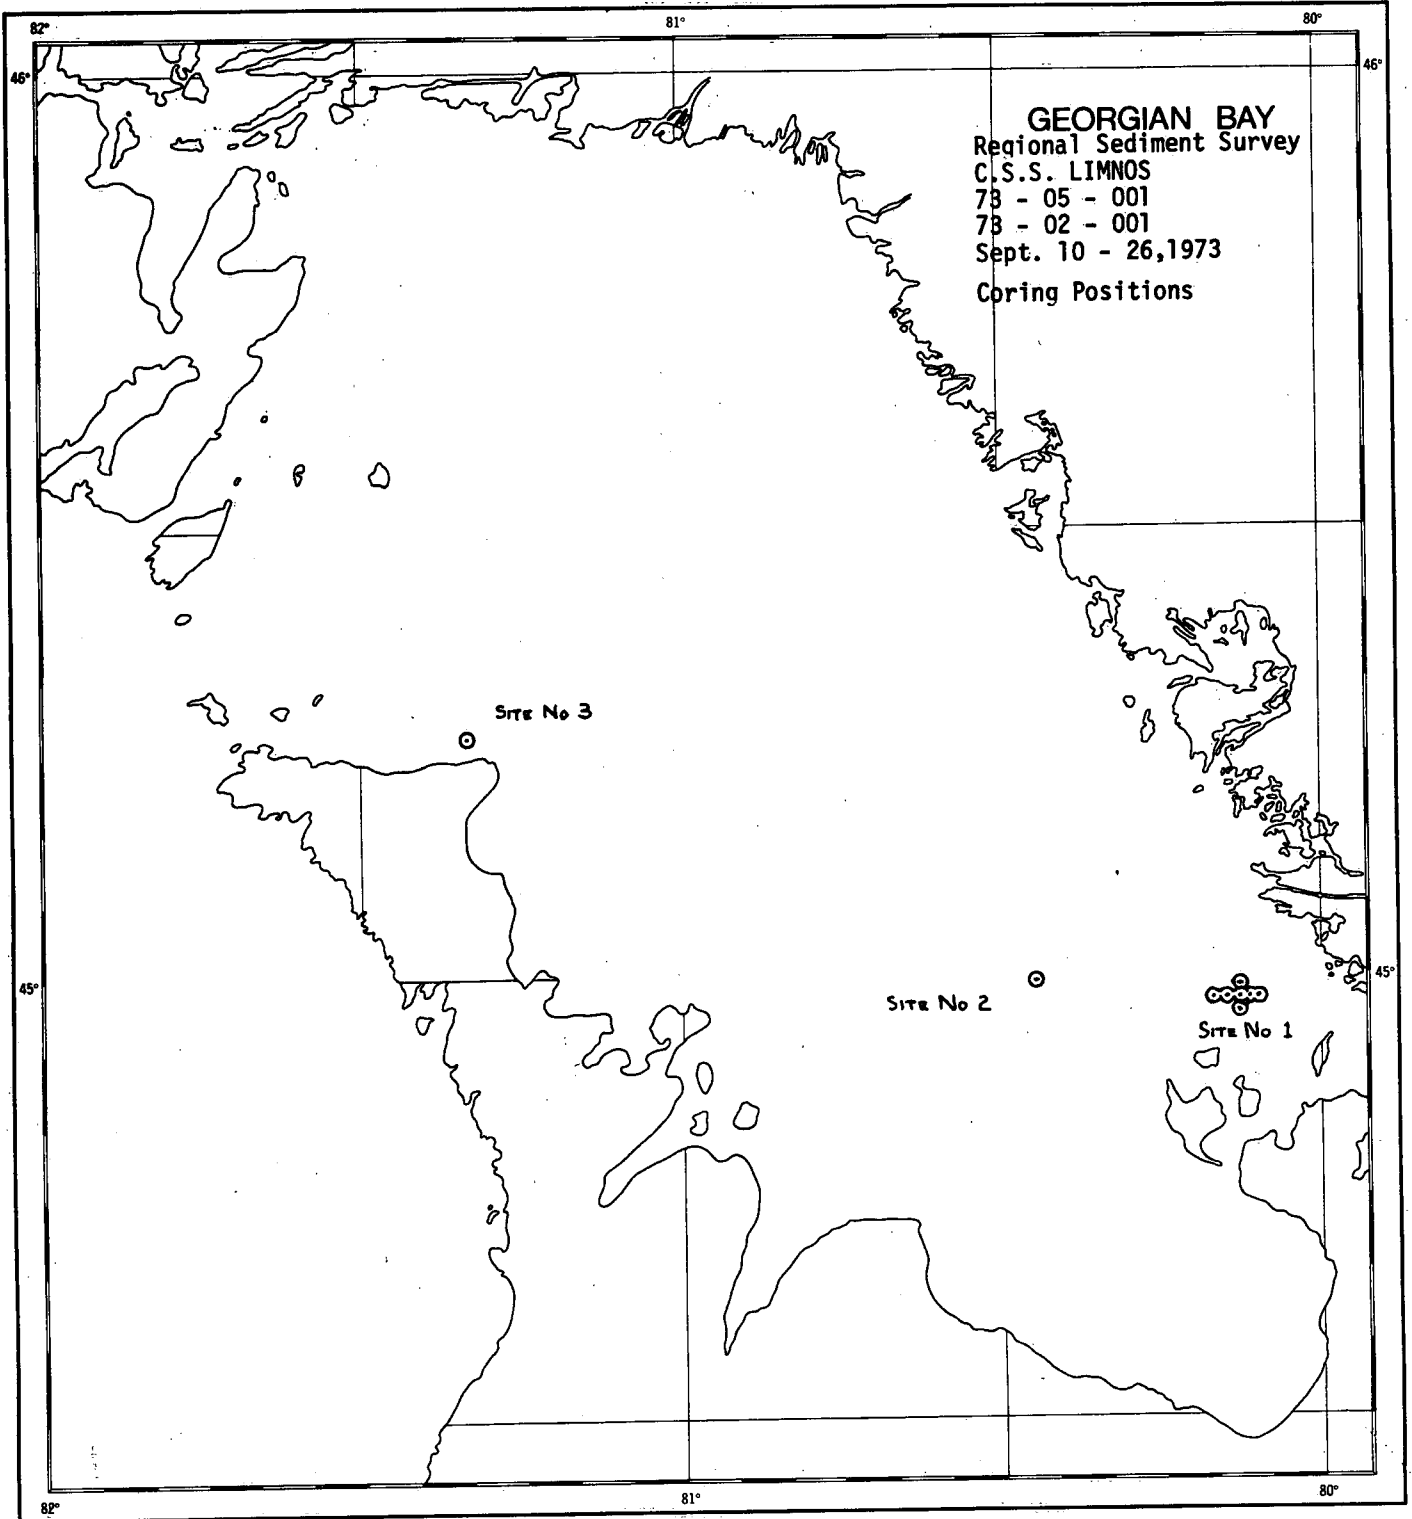 82°
81°
80°
46°
46°
GEORGIAN BAY
Regional Sediment Survey
C.S.S. LIMNOS
73 - 05 - 001
73 - 02 - 001
Sept. 10 - 26,1973
Coring Positions
SITE No 3
45°
45°
SITE No 2
SITE No 1
82°
81°
80°